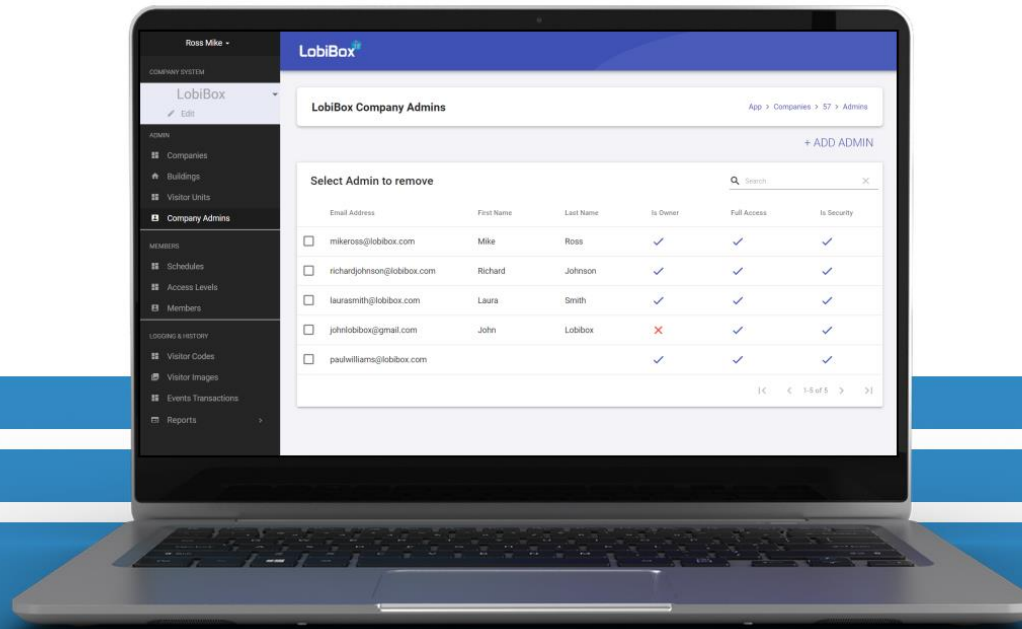 Ross Mike
COMPANY SYSTEM
LobiBox
Edit
ADMIN
Companies
Buildings
Visitor Units
Company Admins
MEMBERS
Schedules
Access Levels
Members
LOGGING & HISTORY
Visitor Codes
Visitor Images
Events Transactions
Reports >
LobiBox
LobiBox Company Admins
App > Companies > 57 > Admins
+ ADD ADMIN
Select Admin to remove
Search
Email Address First Name Last Name Is Owner Full Access Is Security
mikeross@lobibox.com Mike Ross
richardjohnson@lobibox.com Richard Johnson
laurasmith@lobibox.com Laura Smith
johnlobibox@gmail.com John Lobibox
paulwilliams@lobibox.com
1-5 of 5